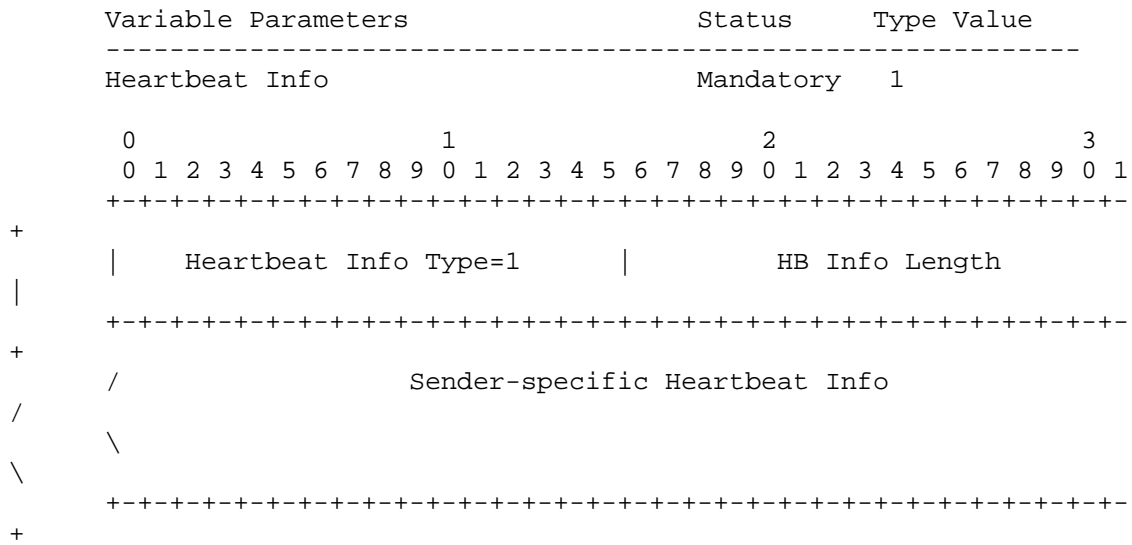 Variable Parameters                  Status     Type Value
-------------------------------------------------------------
Heartbeat Info                       Mandatory   1
 0                   1                   2                   3
 0 1 2 3 4 5 6 7 8 9 0 1 2 3 4 5 6 7 8 9 0 1 2 3 4 5 6 7 8 9 0 1
+-+-+-+-+-+-+-+-+-+-+-+-+-+-+-+-+-+-+-+-+-+-+-+-+-+-+-+-+-+-+-+-
+
|    Heartbeat Info Type=1      |         HB Info Length
|
+-+-+-+-+-+-+-+-+-+-+-+-+-+-+-+-+-+-+-+-+-+-+-+-+-+-+-+-+-+-+-+-
+
/                  Sender-specific Heartbeat Info
/
\
\
+-+-+-+-+-+-+-+-+-+-+-+-+-+-+-+-+-+-+-+-+-+-+-+-+-+-+-+-+-+-+-+-
+